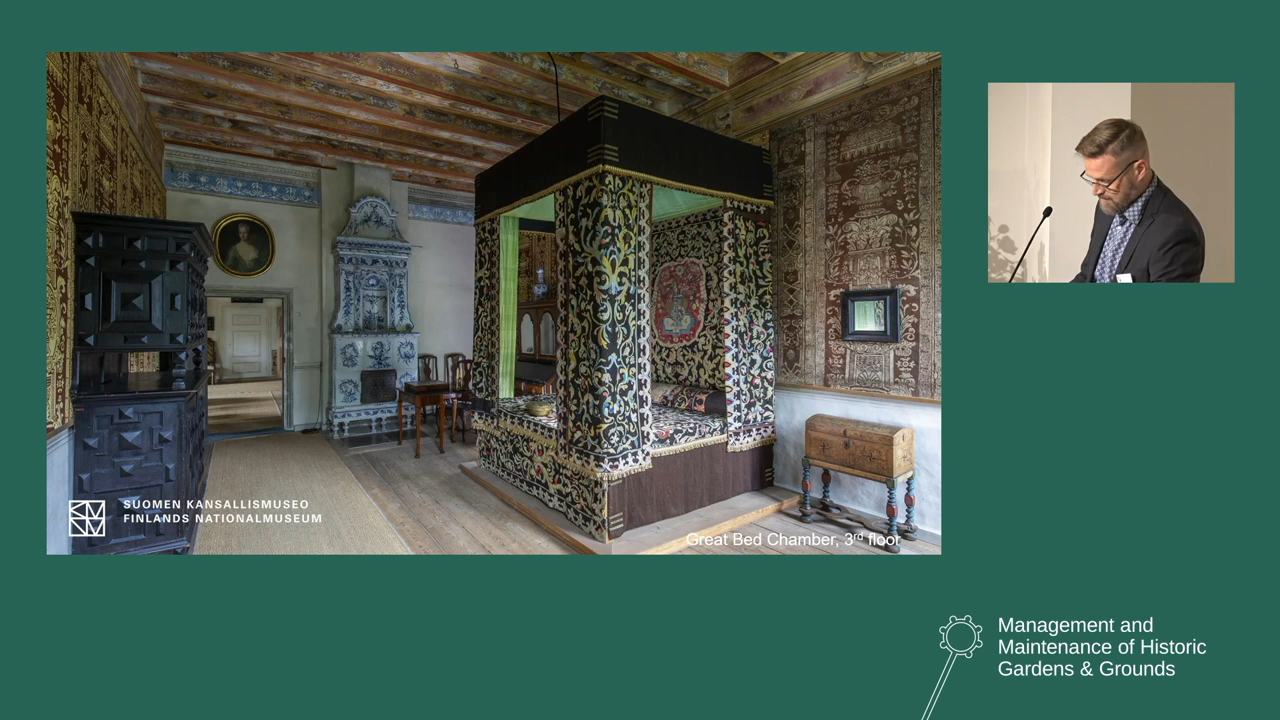 SUOMEN KANSALLISMUSEO
FINLANDS NATIONALMUSEUM
Great Bed Chamber, 3rd floor
Management and
Maintenance of Historic
Gardens & Grounds